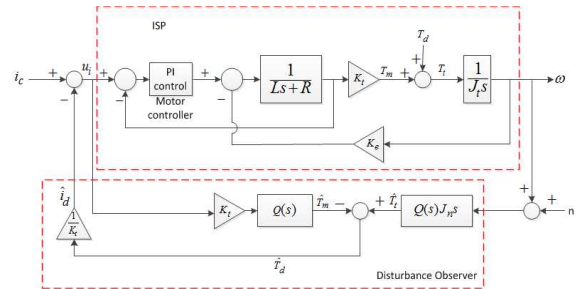 ISP
T_d
i_c + u_i + PI control + 1/(Ls+R) K_t T_m + + T_t 1/(J_t s) ω
− − −
Motor controller
K_e
î_d
K_t Q(s) T̂_m − + T̂_t Q(s)J_n s + + n
1/K_t
T̂_d
Disturbance Observer